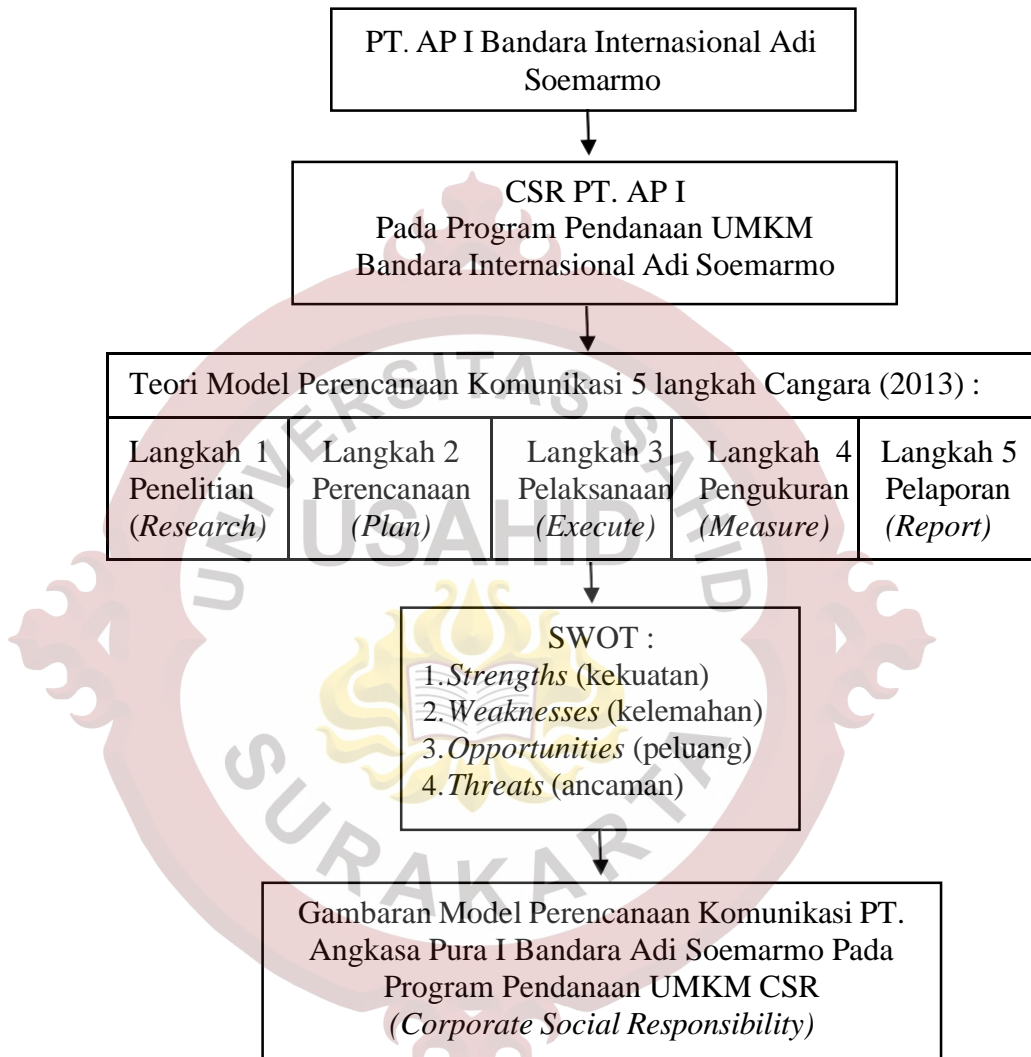 PT. AP I Bandara Internasional Adi
Soemarmo
CSR PT. AP I
Pada Program Pendanaan UMKM
Bandara Internasional Adi Soemarmo
Teori Model Perencanaan Komunikasi 5 langkah Cangara (2013) :
Langkah 1
Penelitian
(Research)
Langkah 2
Perencanaan
(Plan)
Langkah 3
Pelaksanaan
(Execute)
Langkah 4
Pengukuran
(Measure)
Langkah 5
Pelaporan
(Report)
SWOT :
1.Strengths (kekuatan)
2.Weaknesses (kelemahan)
3.Opportunities (peluang)
4.Threats (ancaman)
Gambaran Model Perencanaan Komunikasi PT.
Angkasa Pura I Bandara Adi Soemarmo Pada
Program Pendanaan UMKM CSR
(Corporate Social Responsibility)
UNIVERSITAS SAHID
USAHID
SURAKARTA